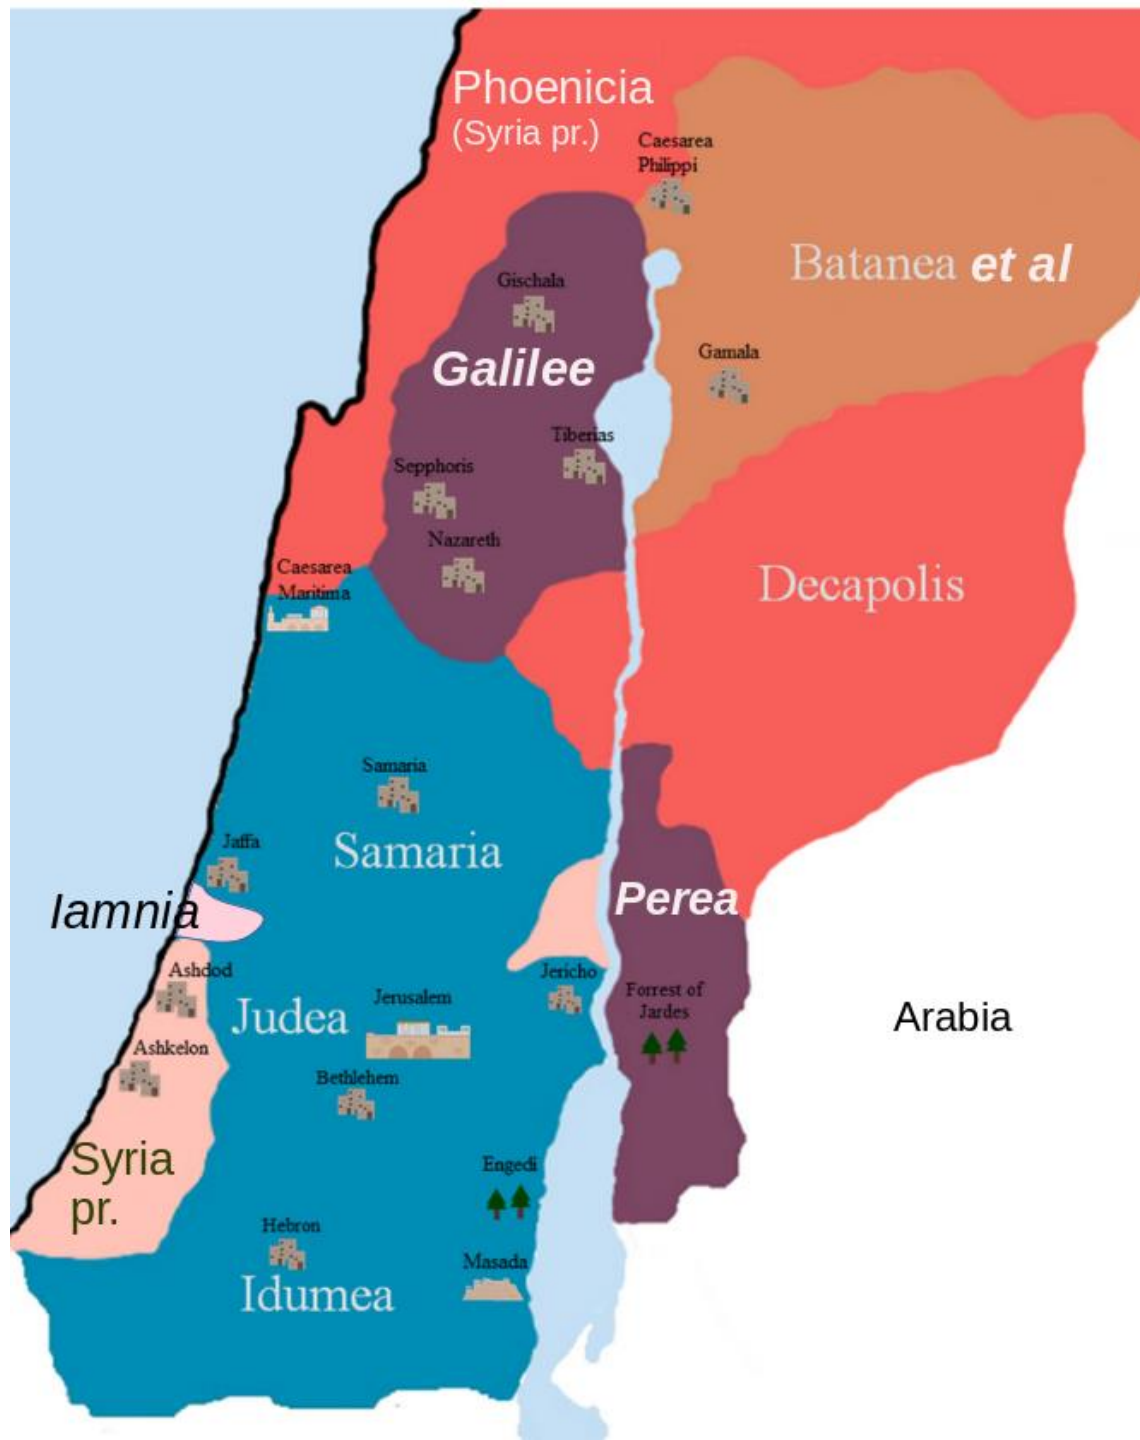 Phoenicia
(Syria pr.)
Caesarea
Philippi
Batanea et al
Gischala
Gamala
Galilee
Tiberias
Sepphoris
Nazareth
Caesarea
Maritima
Decapolis
Samaria
Jaffa
Samaria
Iamnia
Perea
Ashdod
Jericho
Jerusalem
Forrest of
Jardes
Judea
Arabia
Ashkelon
Bethlehem
Syria
pr.
Engedi
Hebron
Masada
Idumea